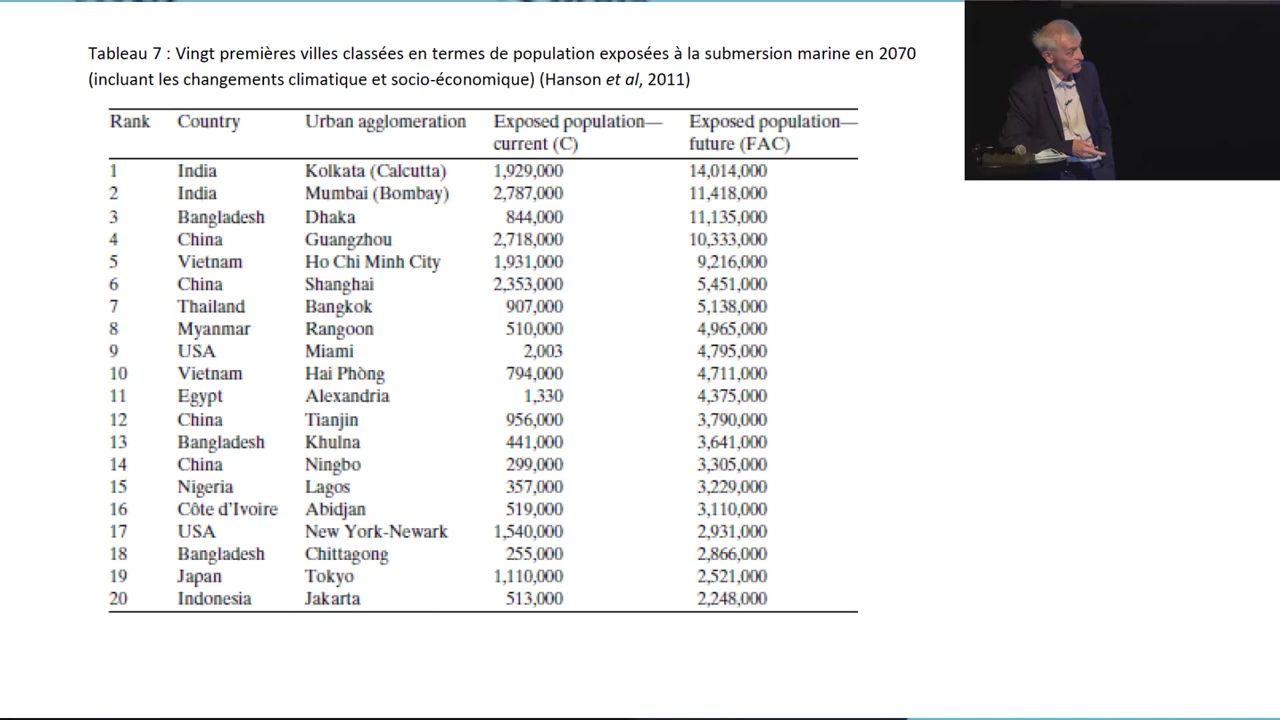 Tableau 7 : Vingt premières villes classées en termes de population exposées à la submersion marine en 2070
(incluant les changements climatique et socio-économique) (Hanson et al, 2011)
Rank Country Urban agglomeration Exposed population— Exposed population—
current (C) future (FAC)
1 India Kolkata (Calcutta) 1,929,000 14,014,000
2 India Mumbai (Bombay) 2,787,000 11,418,000
3 Bangladesh Dhaka 844,000 11,135,000
4 China Guangzhou 2,718,000 10,333,000
5 Vietnam Ho Chi Minh City 1,931,000 9,216,000
6 China Shanghai 2,353,000 5,451,000
7 Thailand Bangkok 907,000 5,138,000
8 Myanmar Rangoon 510,000 4,965,000
9 USA Miami 2,003 4,795,000
10 Vietnam Hai Phòng 794,000 4,711,000
11 Egypt Alexandria 1,330 4,375,000
12 China Tianjin 956,000 3,790,000
13 Bangladesh Khulna 441,000 3,641,000
14 China Ningbo 299,000 3,305,000
15 Nigeria Lagos 357,000 3,229,000
16 Côte d'Ivoire Abidjan 519,000 3,110,000
17 USA New York-Newark 1,540,000 2,931,000
18 Bangladesh Chittagong 255,000 2,866,000
19 Japan Tokyo 1,110,000 2,521,000
20 Indonesia Jakarta 513,000 2,248,000